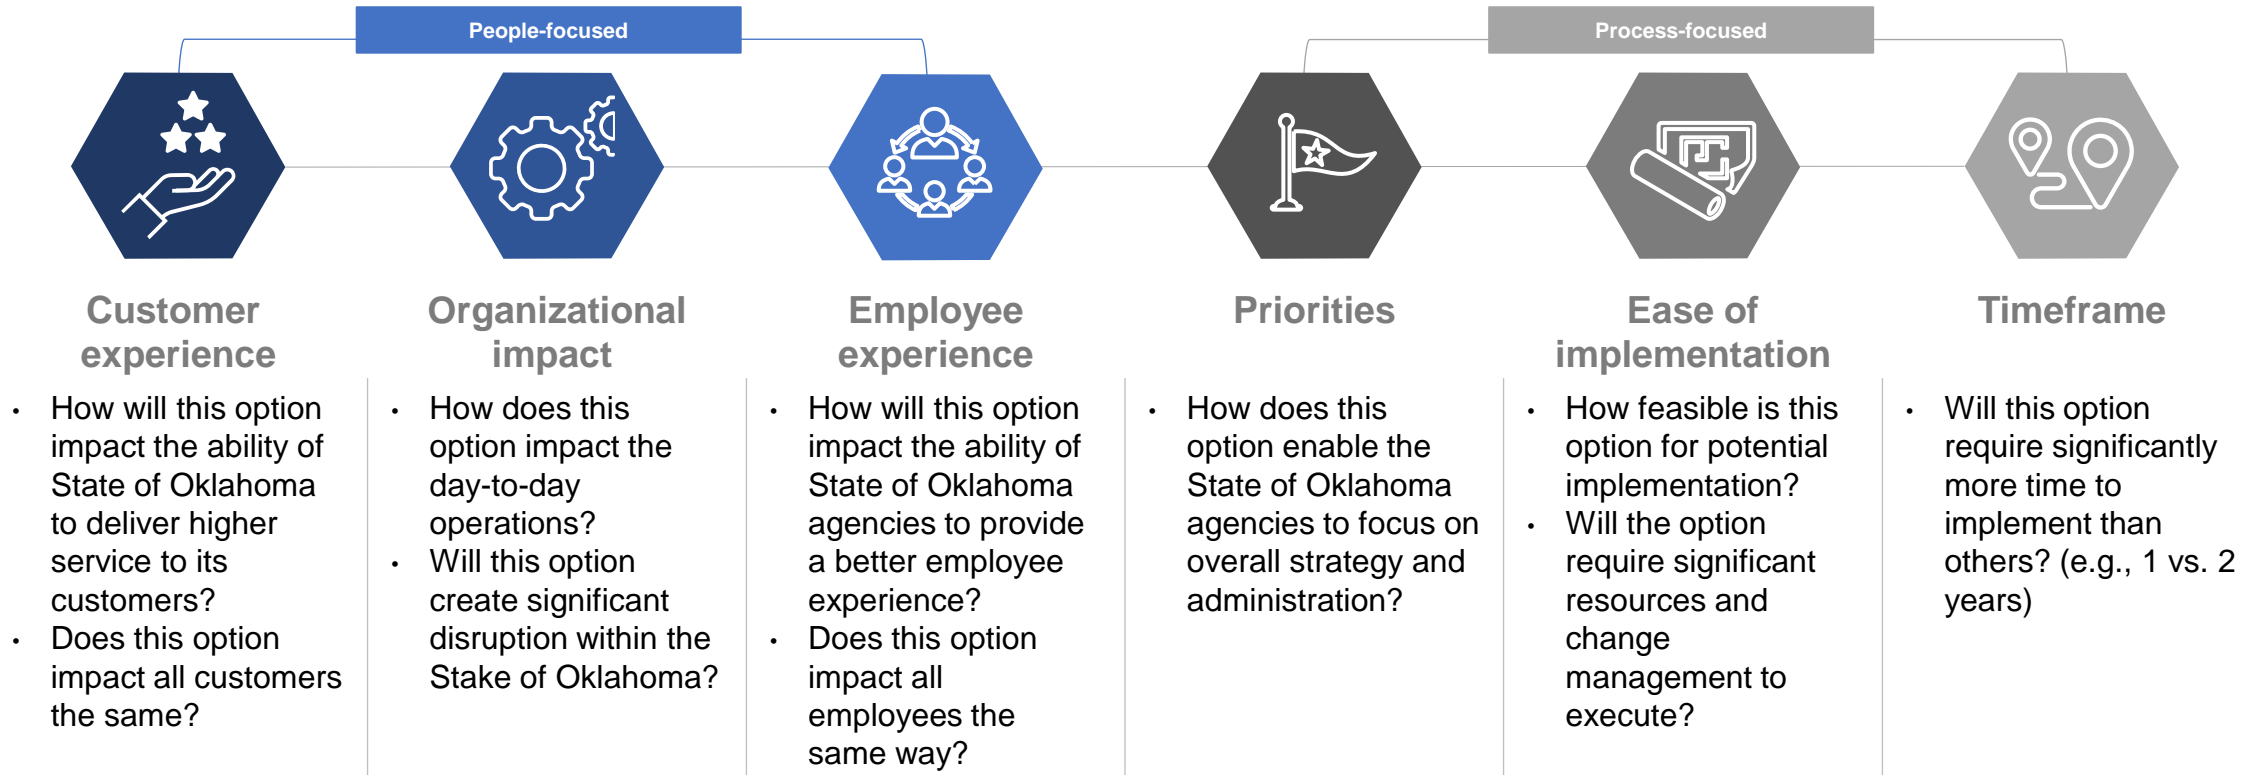 People-focused
Process-focused
Customer
experience
Organizational
impact
Employee
experience
Priorities
Ease of
implementation
Timeframe
• How will this option
impact the ability of
State of Oklahoma
to deliver higher
service to its
customers?
• Does this option
impact all customers
the same?
• How does this
option impact the
day-to-day
operations?
• Will this option
create significant
disruption within the
Stake of Oklahoma?
• How will this option
impact the ability of
State of Oklahoma
agencies to provide
a better employee
experience?
• Does this option
impact all
employees the
same way?
• How does this
option enable the
State of Oklahoma
agencies to focus on
overall strategy and
administration?
• How feasible is this
option for potential
implementation?
• Will the option
require significant
resources and
change
management to
execute?
• Will this option
require significantly
more time to
implement than
others? (e.g., 1 vs. 2
years)